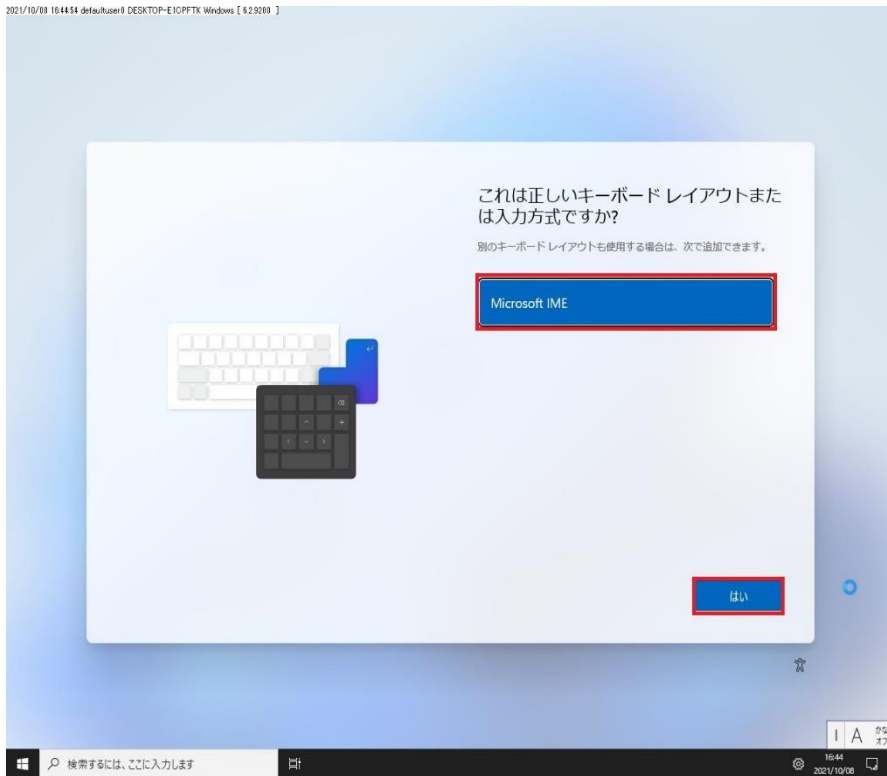 2021/10/08 16:44:54 defaultuser0 DESKTOP-E1CPFTK Windows [ 6.2.9200 ]
これは正しいキーボード レイアウトまた
は入力方式ですか?
別のキーボード レイアウトも使用する場合は、次で追加できます。
Microsoft IME
はい
A
検索するには、ここに入力します
16:44
2021/10/08